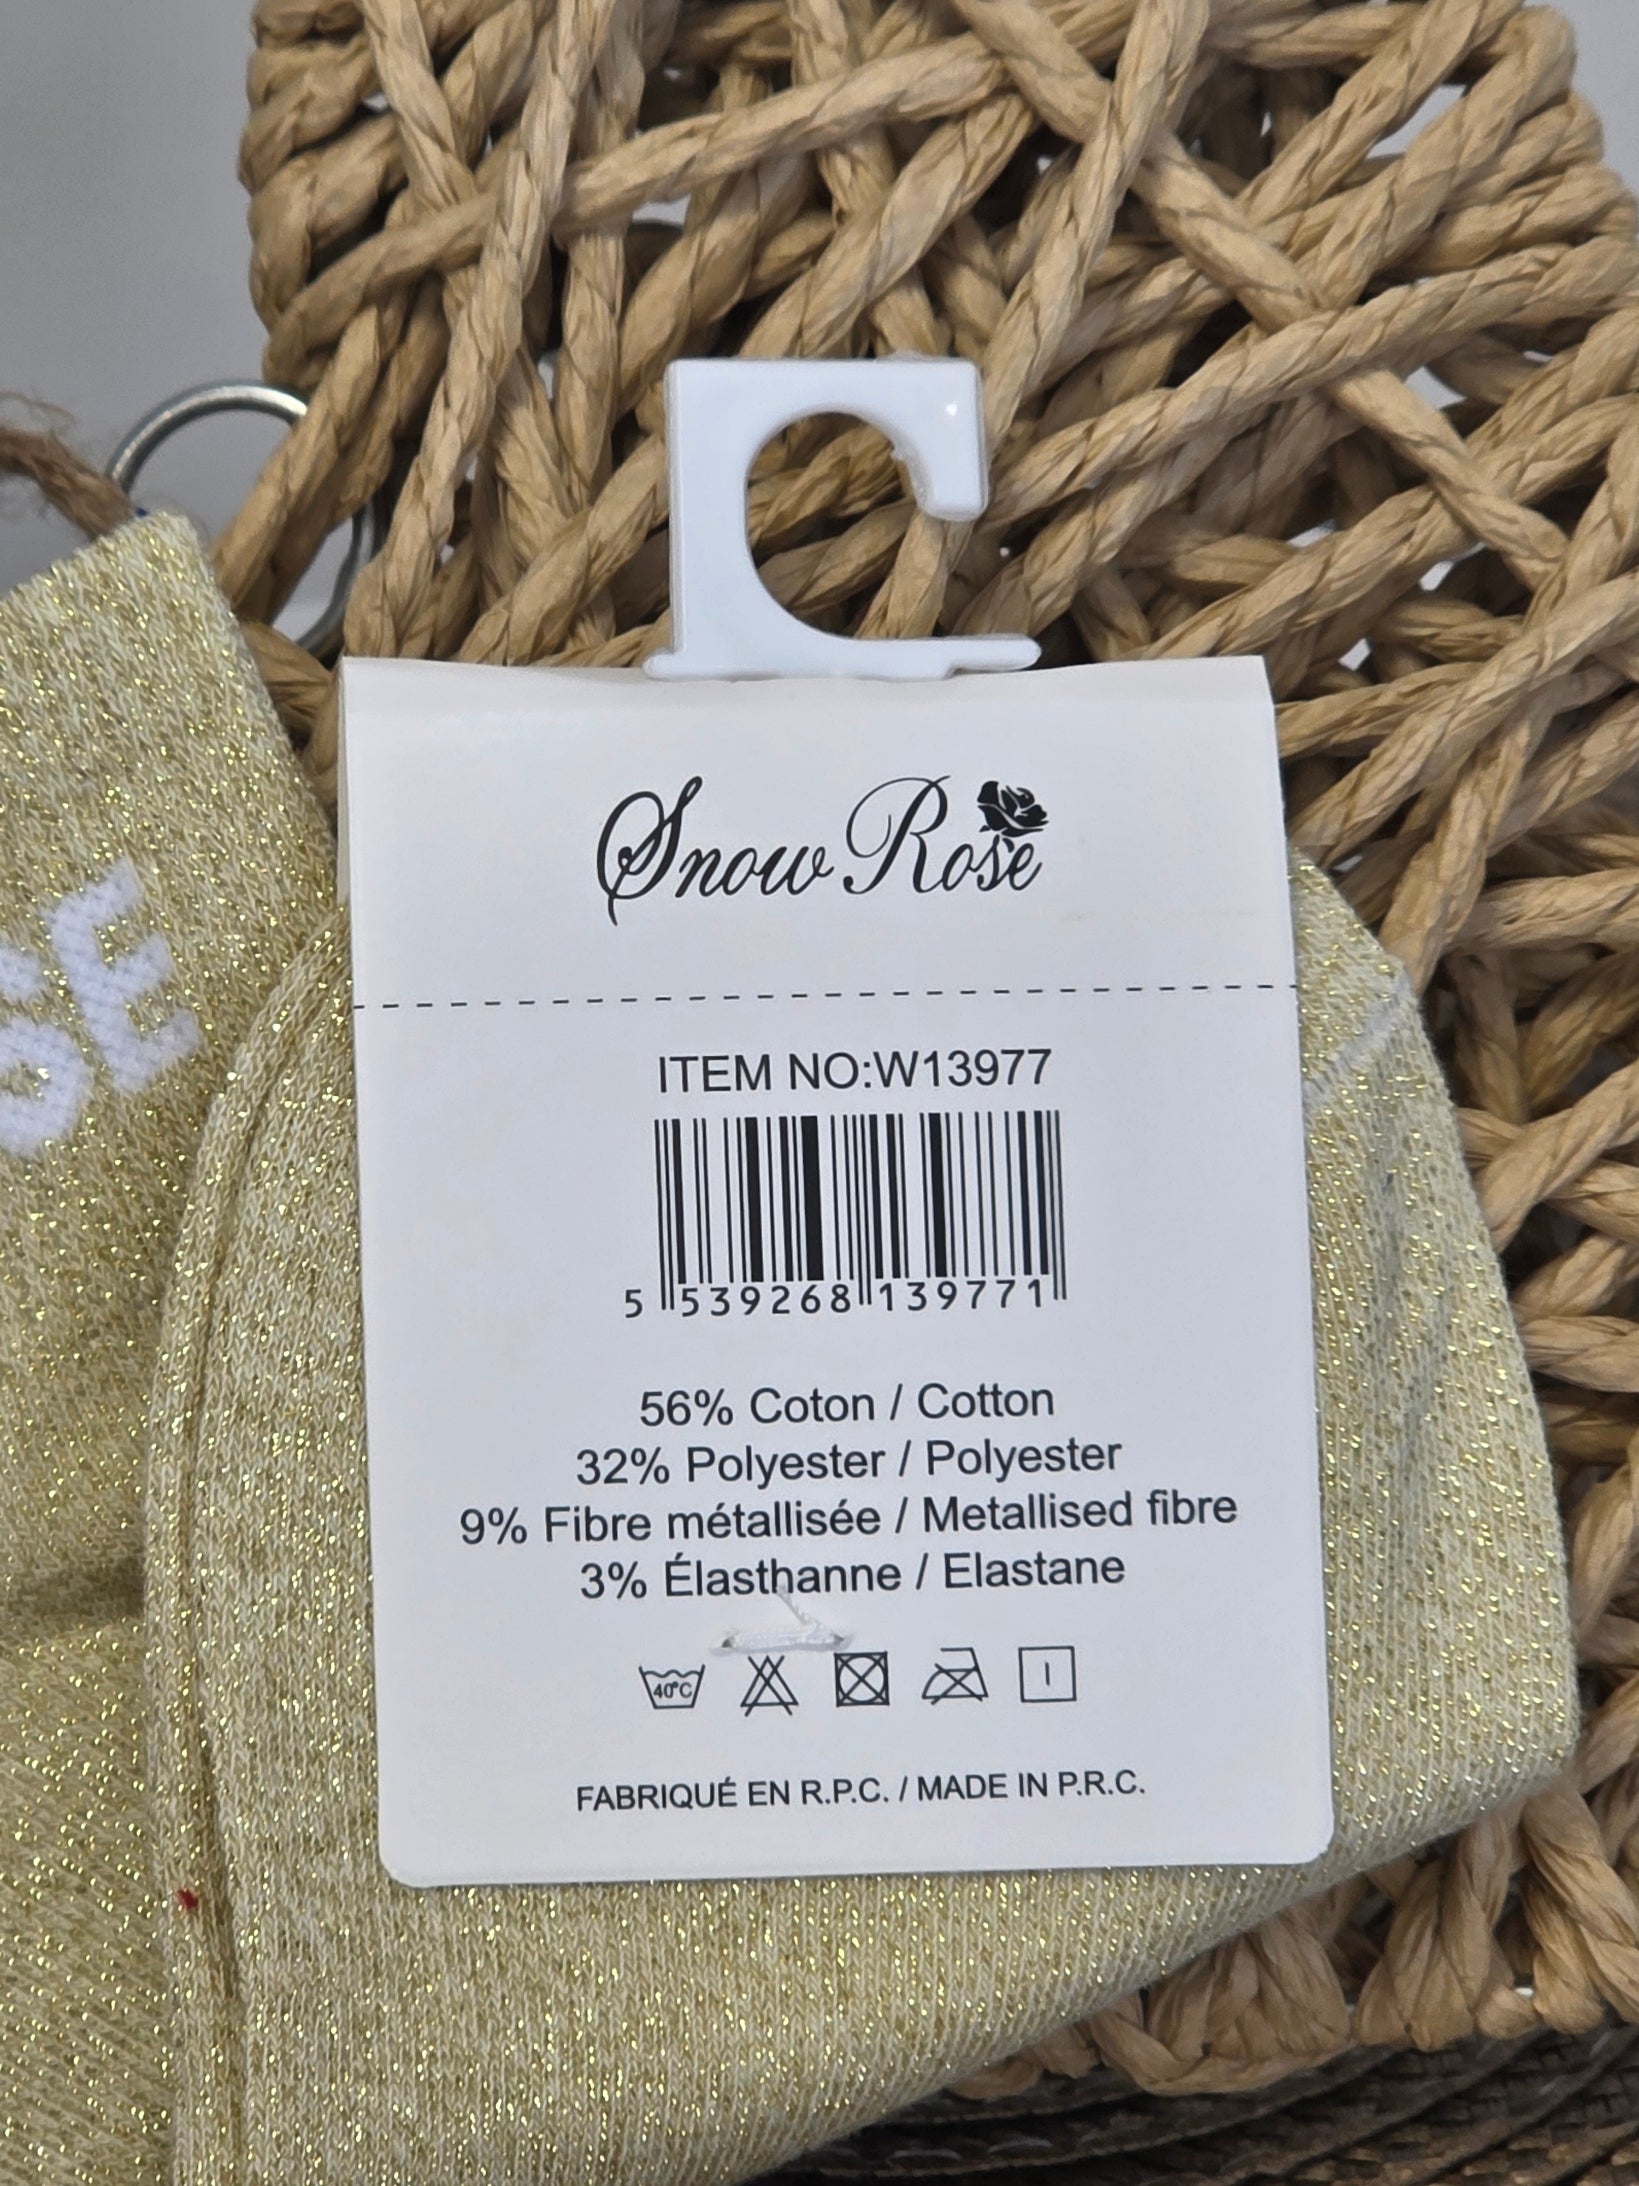 Snow Rose
SE
ITEM NO:W13977
5 539268 139771
56% Coton / Cotton
32% Polyester / Polyester
9% Fibre métallisée / Metallised fibre
3% Élasthanne / Elastane
40°C
FABRIQUÉ EN R.P.C. / MADE IN P.R.C.